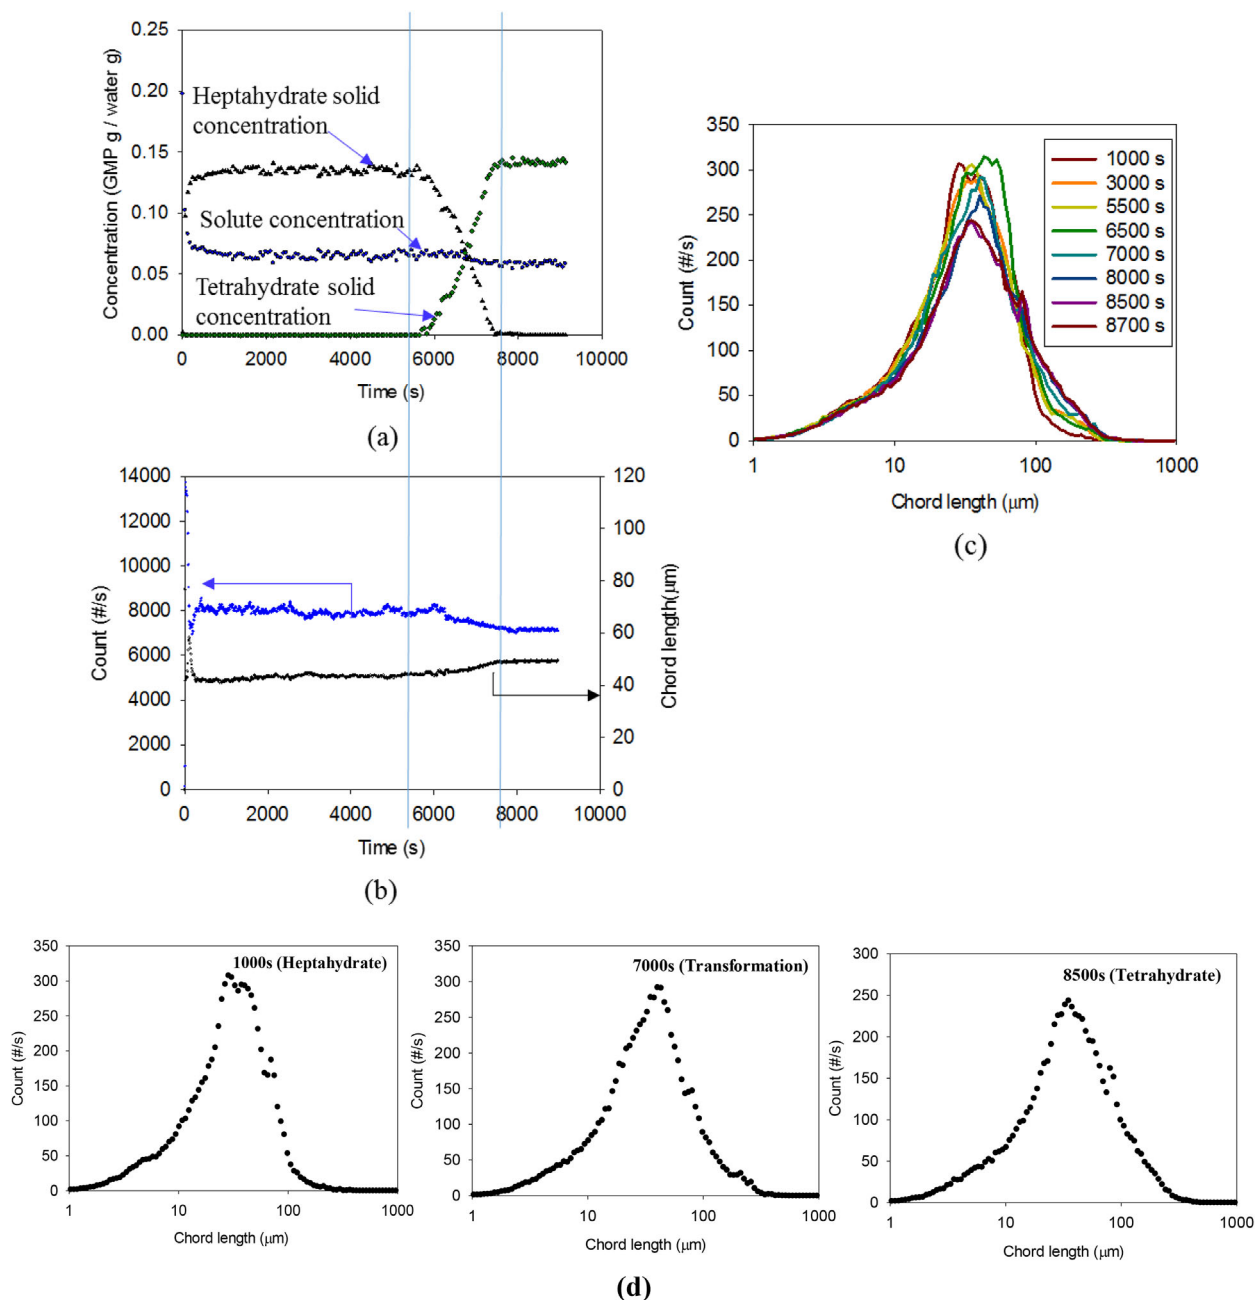 0.25
0.20
0.15
0.10
0.05
0.00
Concentration (GMP g / water g)
Heptahydrate solid
concentration
Solute concentration
Tetrahydrate solid
concentration
0 2000 4000 6000 8000 10000
Time (s)
(a)
350
300
250
200
150
100
50
0
Count (#/s)
1000 s
3000 s
5500 s
6500 s
7000 s
8000 s
8500 s
8700 s
1 10 100 1000
Chord length (μm)
(c)
14000
12000
10000
8000
6000
4000
2000
0
Count (#/s)
120
100
80
60
40
20
0
Chord length(μm)
0 2000 4000 6000 8000 10000
Time (s)
(b)
350
300
250
200
150
100
50
0
Count (#/s)
1000s (Heptahydrate)
1 10 100 1000
Chord length (μm)
350
300
250
200
150
100
50
0
Count (#/s)
7000s (Transformation)
1 10 100 1000
Chord length (μm)
300
250
200
150
100
50
0
Count (#/s)
8500s (Tetrahydrate)
1 10 100 1000
Chord length (μm)
(d)